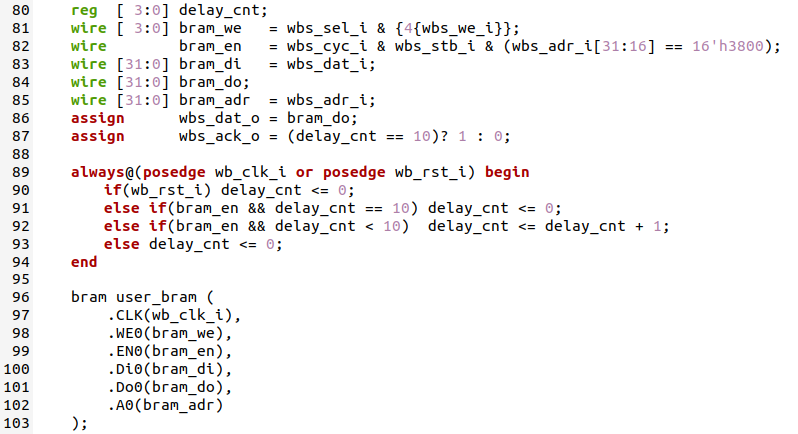 80 reg [ 3:0] delay_cnt;
81 wire [ 3:0] bram_we = wbs_sel_i & {4{wbs_we_i}};
82 wire bram_en = wbs_cyc_i & wbs_stb_i & (wbs_adr_i[31:16] == 16'h3800);
83 wire [31:0] bram_di = wbs_dat_i;
84 wire [31:0] bram_do;
85 wire [31:0] bram_adr = wbs_adr_i;
86 assign wbs_dat_o = bram_do;
87 assign wbs_ack_o = (delay_cnt == 10)? 1 : 0;
88
89 always@(posedge wb_clk_i or posedge wb_rst_i) begin
90 if(wb_rst_i) delay_cnt <= 0;
91 else if(bram_en && delay_cnt == 10) delay_cnt <= 0;
92 else if(bram_en && delay_cnt < 10) delay_cnt <= delay_cnt + 1;
93 else delay_cnt <= 0;
94 end
95
96 bram user_bram (
97 .CLK(wb_clk_i),
98 .WE0(bram_we),
99 .EN0(bram_en),
100 .Di0(bram_di),
101 .Do0(bram_do),
102 .A0(bram_adr)
103 );